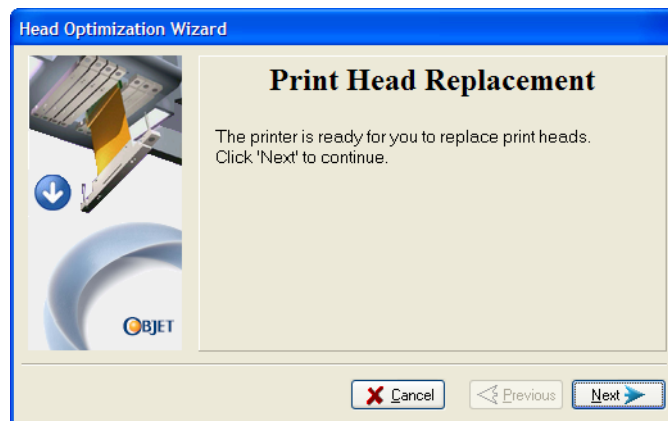 Head Optimization Wizard
Print Head Replacement
The printer is ready for you to replace print heads.
Click 'Next' to continue.
OBJET
Cancel
Previous
Next